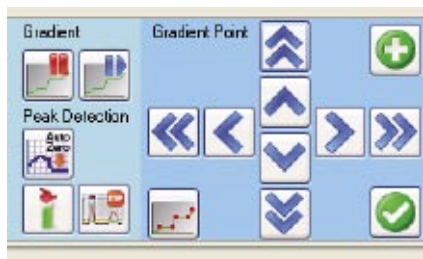 Gradient
Gradient Point
Peak Detection
Auto
Zero